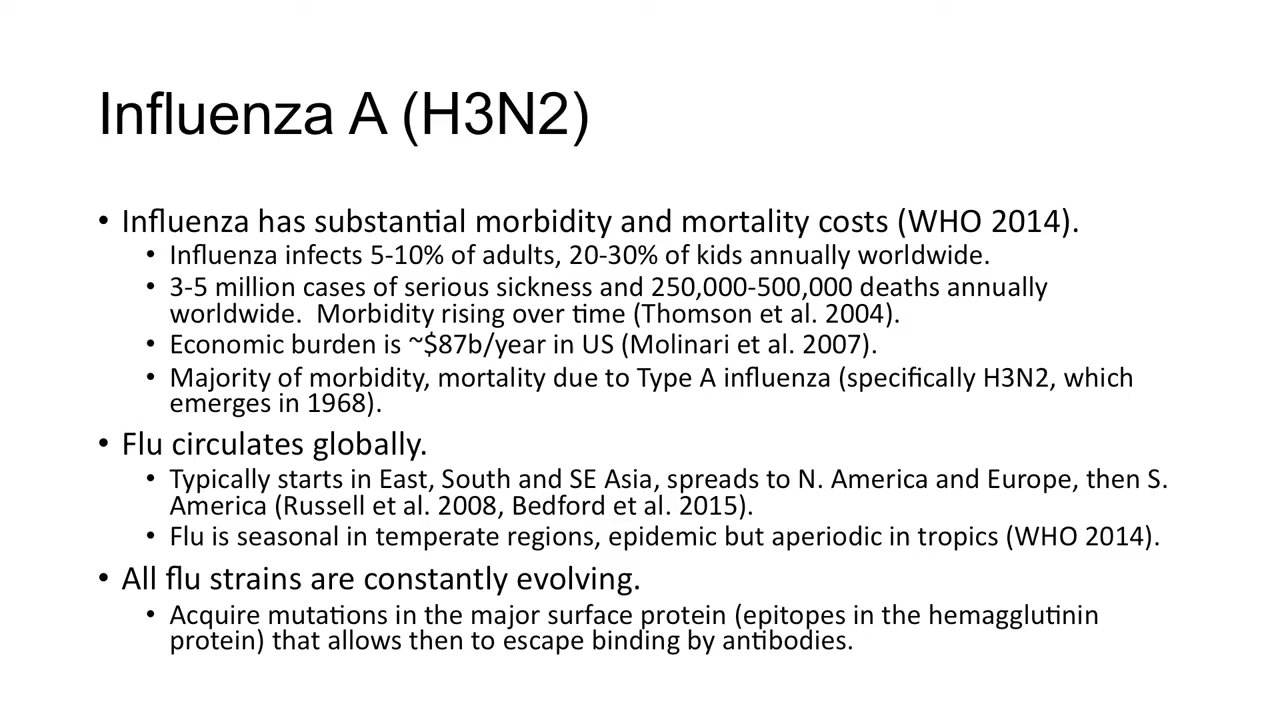 Influenza A (H3N2)
• Influenza has substantial morbidity and mortality costs (WHO 2014).
• Influenza infects 5-10% of adults, 20-30% of kids annually worldwide.
• 3-5 million cases of serious sickness and 250,000-500,000 deaths annually
worldwide.  Morbidity rising over time (Thomson et al. 2004).
• Economic burden is ~$87b/year in US (Molinari et al. 2007).
• Majority of morbidity, mortality due to Type A influenza (specifically H3N2, which
emerges in 1968).
• Flu circulates globally.
• Typically starts in East, South and SE Asia, spreads to N. America and Europe, then S.
America (Russell et al. 2008, Bedford et al. 2015).
• Flu is seasonal in temperate regions, epidemic but aperiodic in tropics (WHO 2014).
• All flu strains are constantly evolving.
• Acquire mutations in the major surface protein (epitopes in the hemagglutinin
protein) that allows then to escape binding by antibodies.